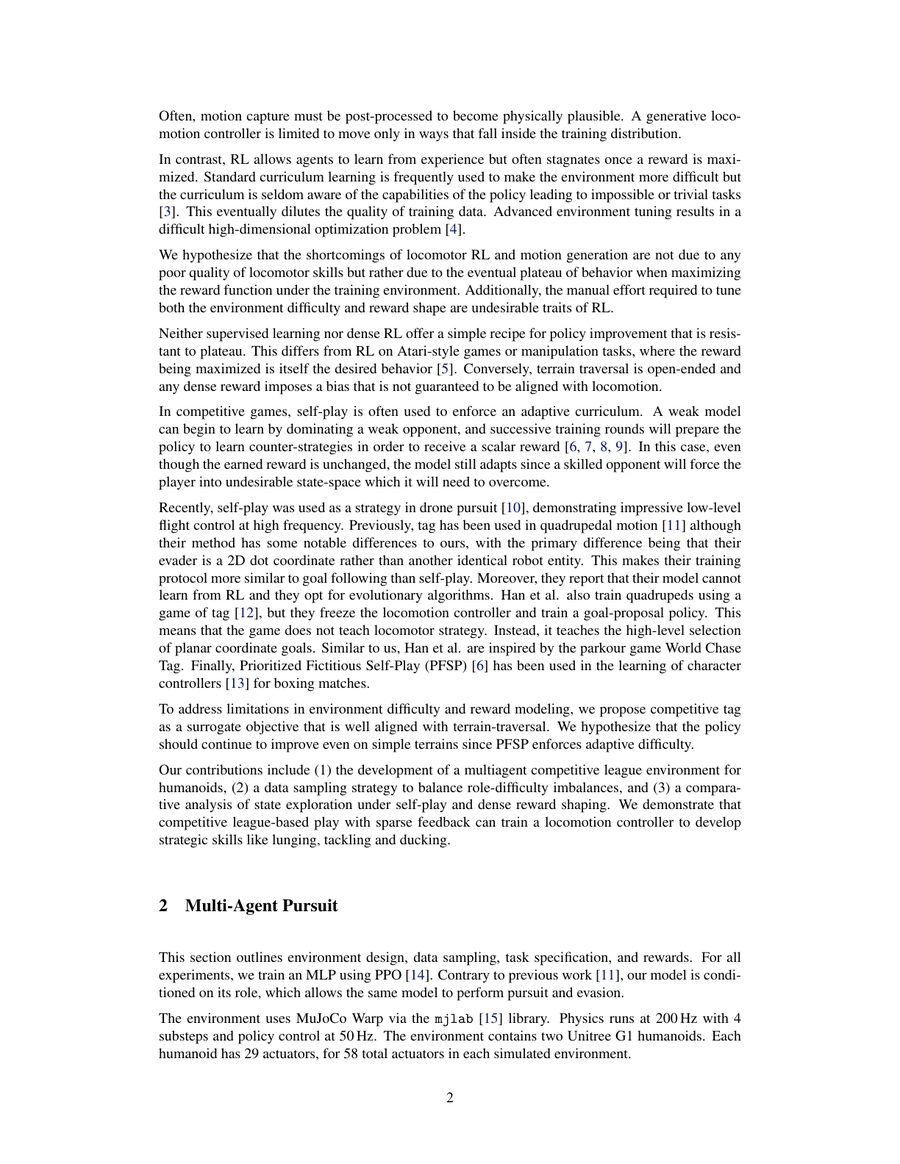 Often, motion capture must be post-processed to become physically plausible. A generative loco-
motion controller is limited to move only in ways that fall inside the training distribution.
In contrast, RL allows agents to learn from experience but often stagnates once a reward is maxi-
mized. Standard curriculum learning is frequently used to make the environment more difficult but
the curriculum is seldom aware of the capabilities of the policy leading to impossible or trivial tasks
[3]. This eventually dilutes the quality of training data. Advanced environment tuning results in a
difficult high-dimensional optimization problem [4].
We hypothesize that the shortcomings of locomotor RL and motion generation are not due to any
poor quality of locomotor skills but rather due to the eventual plateau of behavior when maximizing
the reward function under the training environment. Additionally, the manual effort required to tune
both the environment difficulty and reward shape are undesirable traits of RL.
Neither supervised learning nor dense RL offer a simple recipe for policy improvement that is resis-
tant to plateau. This differs from RL on Atari-style games or manipulation tasks, where the reward
being maximized is itself the desired behavior [5]. Conversely, terrain traversal is open-ended and
any dense reward imposes a bias that is not guaranteed to be aligned with locomotion.
In competitive games, self-play is often used to enforce an adaptive curriculum. A weak model
can begin to learn by dominating a weak opponent, and successive training rounds will prepare the
policy to learn counter-strategies in order to receive a scalar reward [6, 7, 8, 9]. In this case, even
though the earned reward is unchanged, the model still adapts since a skilled opponent will force the
player into undesirable state-space which it will need to overcome.
Recently, self-play was used as a strategy in drone pursuit [10], demonstrating impressive low-level
flight control at high frequency. Previously, tag has been used in quadrupedal motion [11] although
their method has some notable differences to ours, with the primary difference being that their
evader is a 2D dot coordinate rather than another identical robot entity. This makes their training
protocol more similar to goal following than self-play. Moreover, they report that their model cannot
learn from RL and they opt for evolutionary algorithms. Han et al. also train quadrupeds using a
game of tag [12], but they freeze the locomotion controller and train a goal-proposal policy. This
means that the game does not teach locomotor strategy. Instead, it teaches the high-level selection
of planar coordinate goals. Similar to us, Han et al. are inspired by the parkour game World Chase
Tag. Finally, Prioritized Fictitious Self-Play (PFSP) [6] has been used in the learning of character
controllers [13] for boxing matches.
To address limitations in environment difficulty and reward modeling, we propose competitive tag
as a surrogate objective that is well aligned with terrain-traversal. We hypothesize that the policy
should continue to improve even on simple terrains since PFSP enforces adaptive difficulty.
Our contributions include (1) the development of a multiagent competitive league environment for
humanoids, (2) a data sampling strategy to balance role-difficulty imbalances, and (3) a compara-
tive analysis of state exploration under self-play and dense reward shaping. We demonstrate that
competitive league-based play with sparse feedback can train a locomotion controller to develop
strategic skills like lunging, tackling and ducking.
2 Multi-Agent Pursuit
This section outlines environment design, data sampling, task specification, and rewards. For all
experiments, we train an MLP using PPO [14]. Contrary to previous work [11], our model is condi-
tioned on its role, which allows the same model to perform pursuit and evasion.
The environment uses MuJoCo Warp via the mjlab [15] library. Physics runs at 200 Hz with 4
substeps and policy control at 50 Hz. The environment contains two Unitree G1 humanoids. Each
humanoid has 29 actuators, for 58 total actuators in each simulated environment.
2